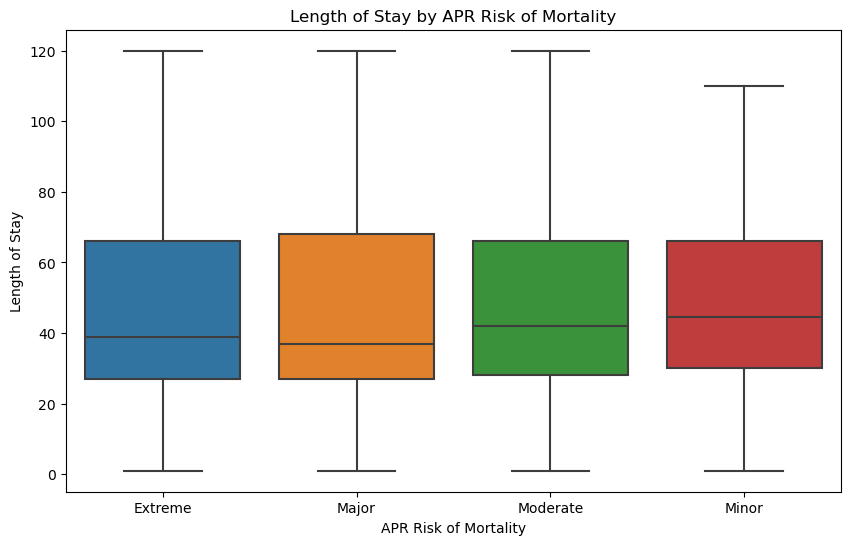 Length of Stay by APR Risk of Mortality
Length of Stay
120
100
80
60
40
20
0
Extreme
Major
Moderate
Minor
APR Risk of Mortality